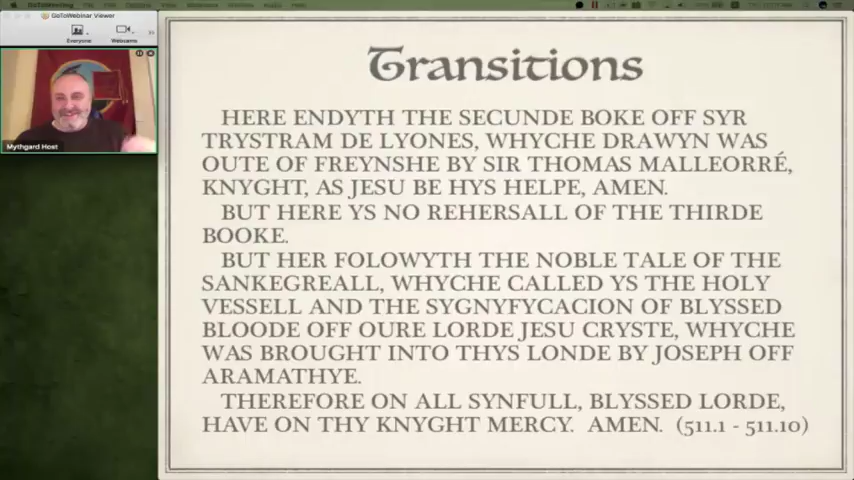 GoToWebinar Viewer
Everyone
Webcams
Mythgard Host
Transitions
HERE ENDYTH THE SECUNDE BOKE OFF SYR
TRYSTRAM DE LYONES, WHYCHE DRAWYN WAS
OUTE OF FREYNSHE BY SIR THOMAS MALLEORRÉ,
KNYGHT, AS JESU BE HYS HELPE, AMEN.
BUT HERE YS NO REHERSALL OF THE THIRDE
BOOKE.
BUT HER FOLOWYTH THE NOBLE TALE OF THE
SANKEGREALL, WHYCHE CALLED YS THE HOLY
VESSELL AND THE SYGNYFYCACION OF BLYSSED
BLOODE OFF OURE LORDE JESU CRYSTE, WHYCHE
WAS BROUGHT INTO THYS LONDE BY JOSEPH OFF
ARAMATHYE.
THEREFORE ON ALL SYNFULL, BLYSSED LORDE,
HAVE ON THY KNYGHT MERCY. AMEN. (511.1 - 511.10)